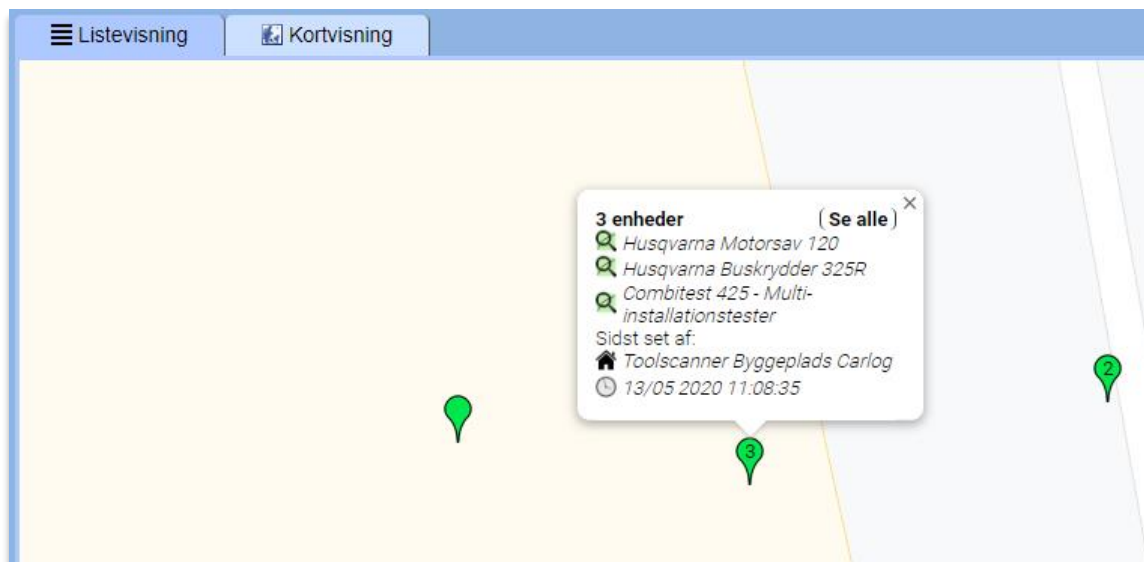 Listevisning
Kortvisning
3 enheder (Se alle) ×
Husqvarna Motorsav 120
Husqvarna Buskrydder 325R
Combitest 425 - Multi-
installationstester
Sidst set af:
Toolscanner Byggeplads Carlog
13/05 2020 11:08:35
2
3